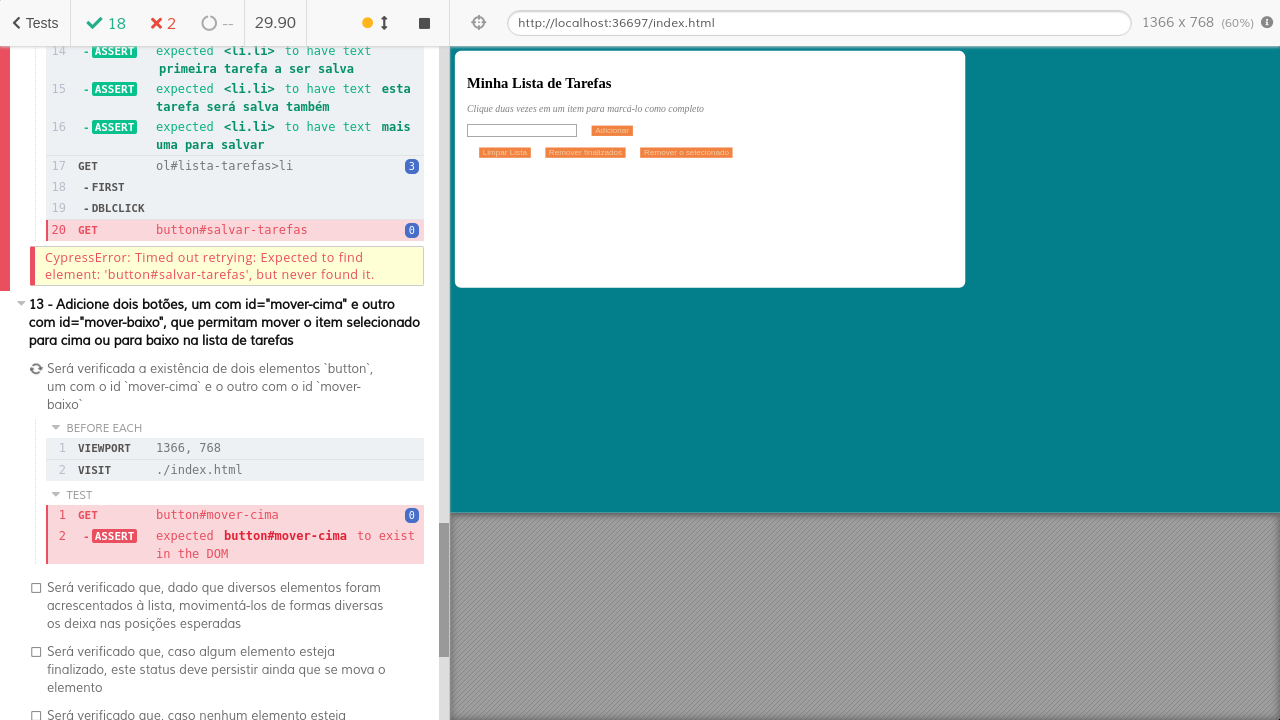 Tests 18 2 -- 29.90 http://localhost:36697/index.html 1366 x 768 (60%)
14 - ASSERT expected <li.li> to have text
primeira tarefa a ser salva
15 - ASSERT expected <li.li> to have text esta
tarefa será salva também
16 - ASSERT expected <li.li> to have text mais
uma para salvar
17 GET ol#lista-tarefas>li 3
18 - FIRST
19 - DBLCLICK
20 GET button#salvar-tarefas 0
CypressError: Timed out retrying: Expected to find
element: 'button#salvar-tarefas', but never found it.
13 - Adicione dois botões, um com id="mover-cima" e outro
com id="mover-baixo", que permitam mover o item selecionado
para cima ou para baixo na lista de tarefas
Será verificada a existência de dois elementos `button`,
um com o id `mover-cima` e o outro com o id `mover-
baixo`
BEFORE EACH
1 VIEWPORT 1366, 768
2 VISIT ./index.html
TEST
1 GET button#mover-cima 0
2 - ASSERT expected button#mover-cima to exist
in the DOM
Será verificado que, dado que diversos elementos foram
acrescentados à lista, movimentá-los de formas diversas
os deixa nas posições esperadas
Será verificado que, caso algum elemento esteja
finalizado, este status deve persistir ainda que se mova o
elemento
Será verificado que, caso nenhum elemento esteja
Minha Lista de Tarefas
Clique duas vezes em um item para marcá-lo como completo
Adicionar
Limpar Lista Remover finalizados Remover o selecionado